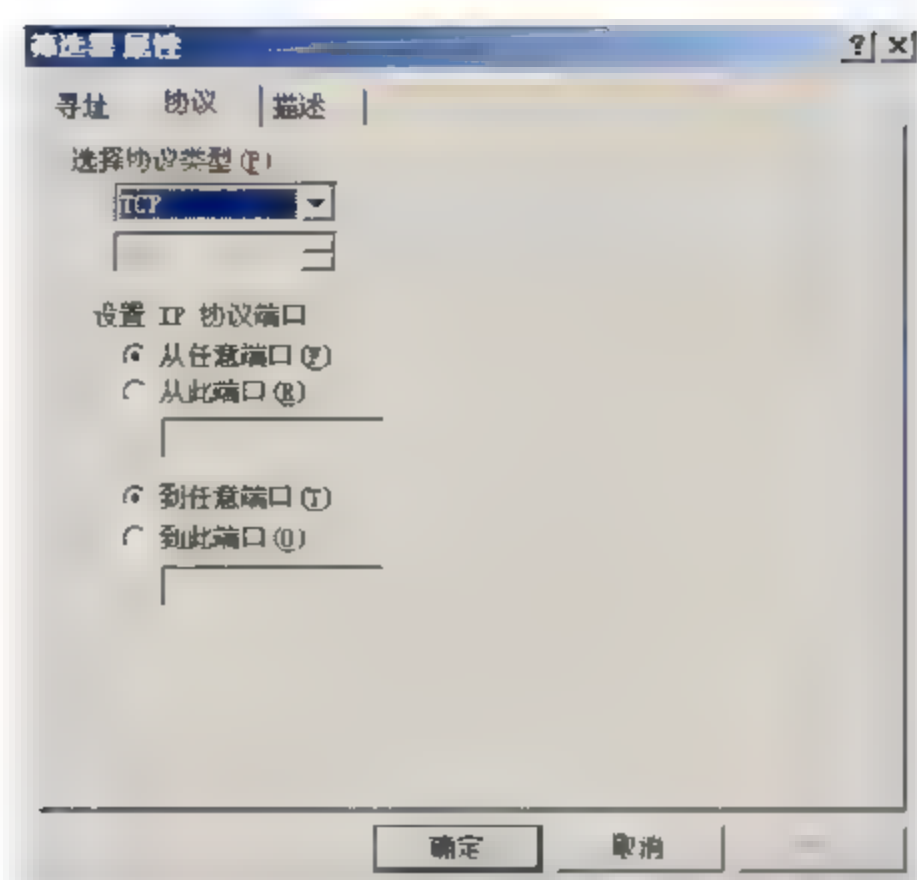 筛选器 属性
寻址 协议 描述
选择协议类型(P)
TCP
设置 IP 协议端口
从任意端口(F)
从此端口(R)
到任意端口(T)
到此端口(O)
确定 取消